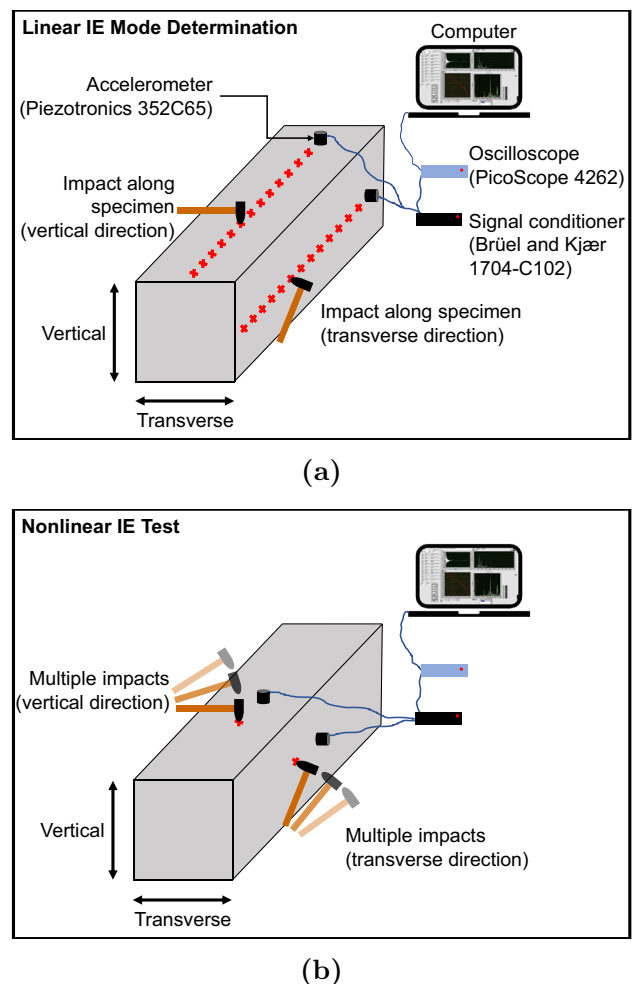 Linear IE Mode Determination
Computer
Accelerometer
(Piezotronics 352C65)
Oscilloscope
(PicoScope 4262)
Impact along
specimen
(vertical direction)
Signal conditioner
(Brüel and Kjær
1704-C102)
Impact along specimen
(transverse direction)
Vertical
Transverse
(a)
Nonlinear IE Test
Multiple impacts
(vertical direction)
Vertical
Multiple impacts
(transverse direction)
Transverse
(b)